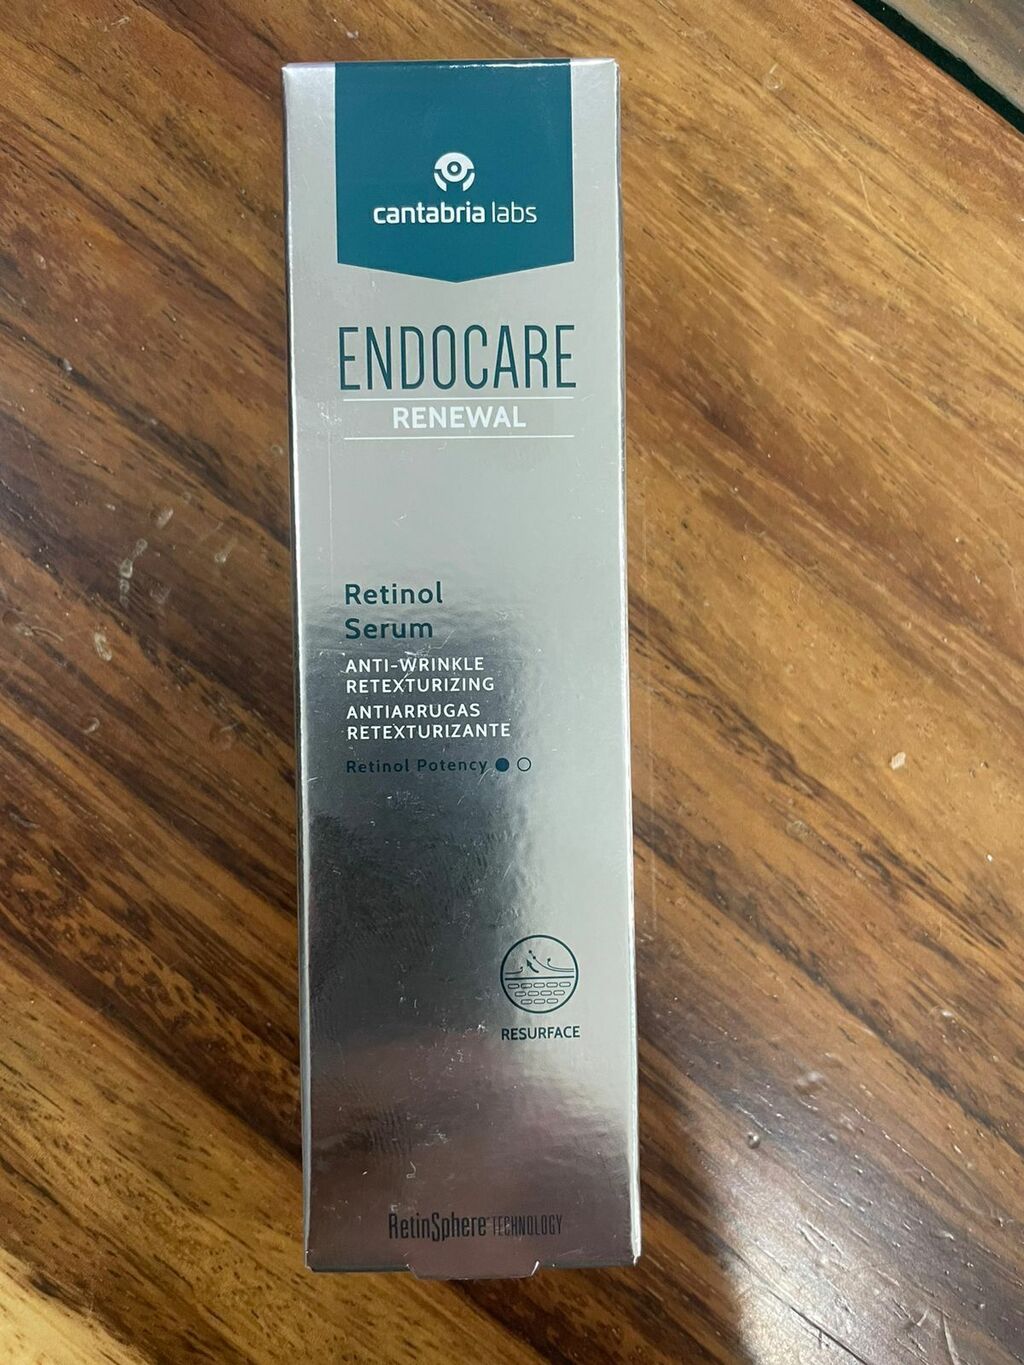 cantabria labs
ENDOCARE
RENEWAL
Retinol
Serum
ANTI-WRINKLE
RETEXTURIZING
ANTIARRUGAS
RETEXTURIZANTE
Retinol Potency
RESURFACE
RetinSphere TECHNOLOGY